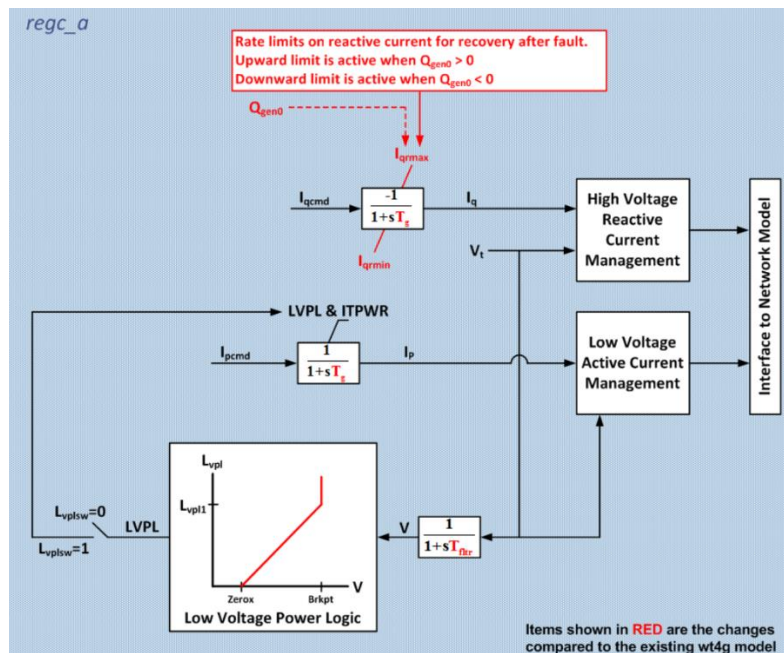 regc_a
Rate limits on reactive current for recovery after fault.
Upward limit is active when Qgen0 > 0
Downward limit is active when Qgen0 < 0
Qgen0
Iqrmax
Iqcmd
-1
1+sTg
Iq
Iqrmin
Vt
High Voltage
Reactive
Current
Management
Interface to Network Model
LVPL & ITPWR
Ipcmd
1
1+sTg
Ip
Low Voltage
Active Current
Management
Lvpl
Lvpl1
V
Zerox
Brkpt
Low Voltage Power Logic
Lvplsw=0
LVPL
Lvplsw=1
V
1
1+sTfltr
Items shown in RED are the changes
compared to the existing wt4g model